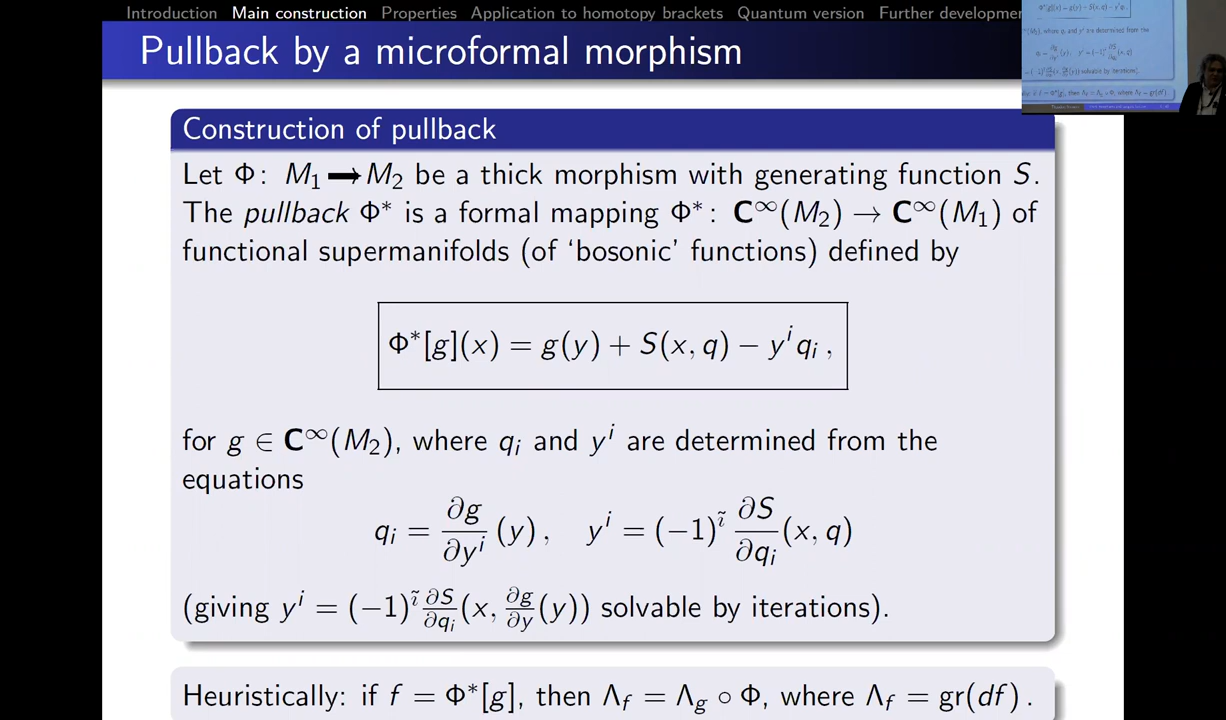 Introduction Main construction Properties Application to homotopy brackets Quantum version Further
Pullback by a microformal morphism
Construction of pullback
Let Φ: M₁ ➞ M₂ be a thick morphism with generating function S.
The pullback Φ* is a formal mapping Φ*: C^∞(M₂) → C^∞(M₁) of
functional supermanifolds (of ‘bosonic’ functions) defined by
Φ*[g](x) = g(y) + S(x, q) − yⁱqᵢ ,
for g ∈ C^∞(M₂), where qᵢ and yⁱ are determined from the
equations
qᵢ = ∂g/∂yⁱ (y) , yⁱ = (−1)^ĩ ∂S/∂qᵢ (x, q)
(giving yⁱ = (−1)^ĩ ∂S/∂qᵢ (x, ∂g/∂y (y)) solvable by iterations).
Heuristically: if f = Φ*[g], then Λ_f = Λ_g ∘ Φ, where Λ_f = gr(df) .